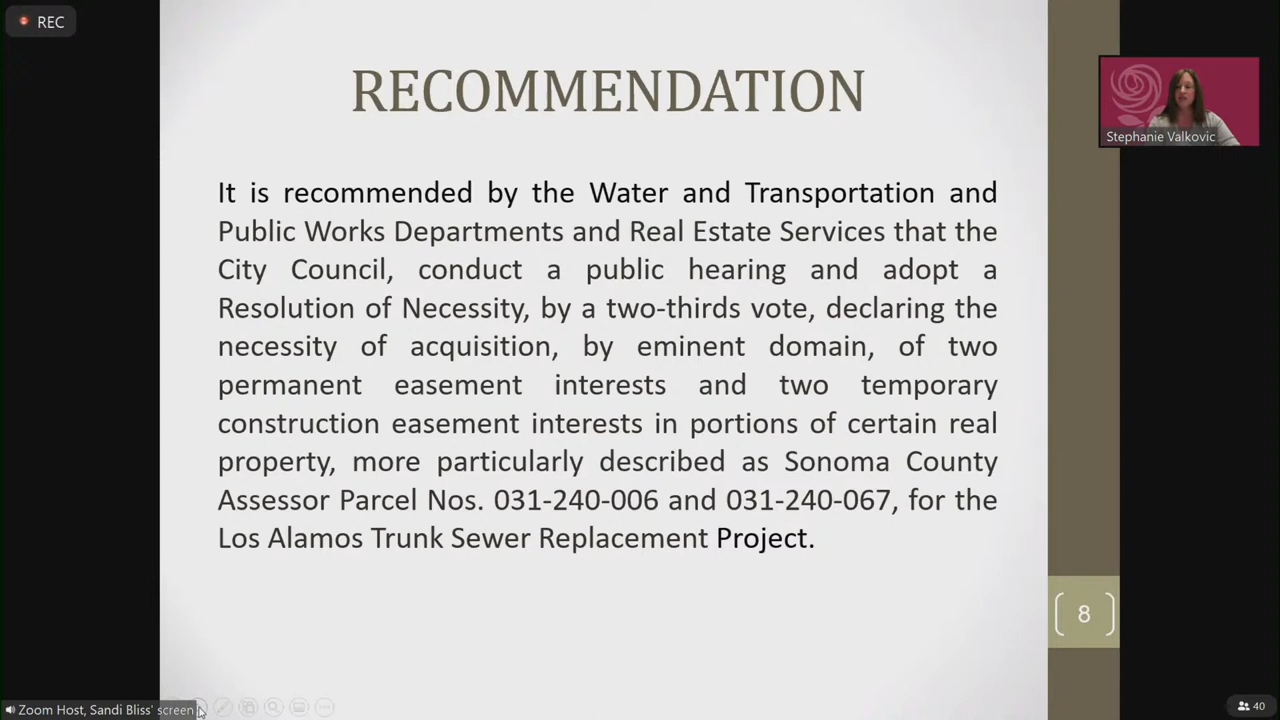 REC
RECOMMENDATION
Stephanie Valkovic
It is recommended by the Water and Transportation and
Public Works Departments and Real Estate Services that the
City Council, conduct a public hearing and adopt a
Resolution of Necessity, by a two-thirds vote, declaring the
necessity of acquisition, by eminent domain, of two
permanent easement interests and two temporary
construction easement interests in portions of certain real
property, more particularly described as Sonoma County
Assessor Parcel Nos. 031-240-006 and 031-240-067, for the
Los Alamos Trunk Sewer Replacement Project.
8
Zoom Host, Sandi Bliss' screen
40